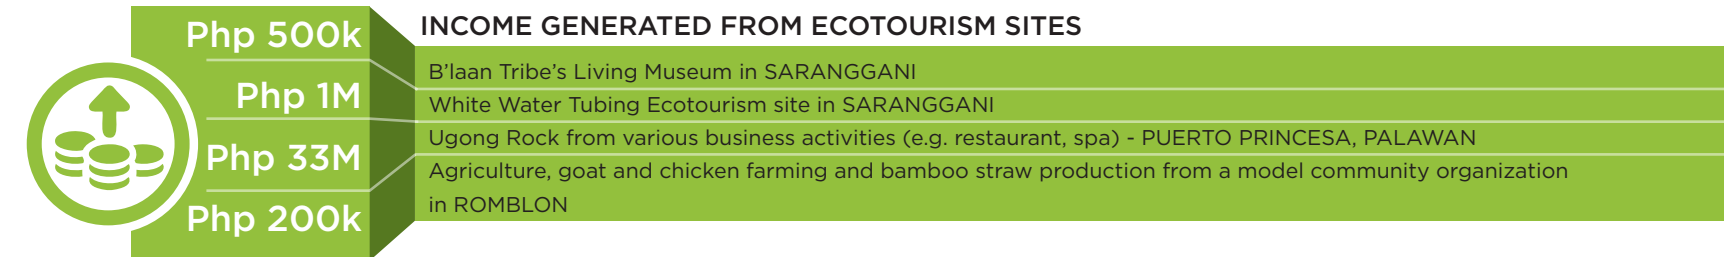 INCOME GENERATED FROM ECOTOURISM SITES
Php 500k
B'laan Tribe's Living Museum in SARANGGANI
Php 1M
White Water Tubing Ecotourism site in SARANGGANI
Php 33M
Ugong Rock from various business activities (e.g. restaurant, spa) - PUERTO PRINCESA, PALAWAN
Php 200k
Agriculture, goat and chicken farming and bamboo straw production from a model community organization
in ROMBLON